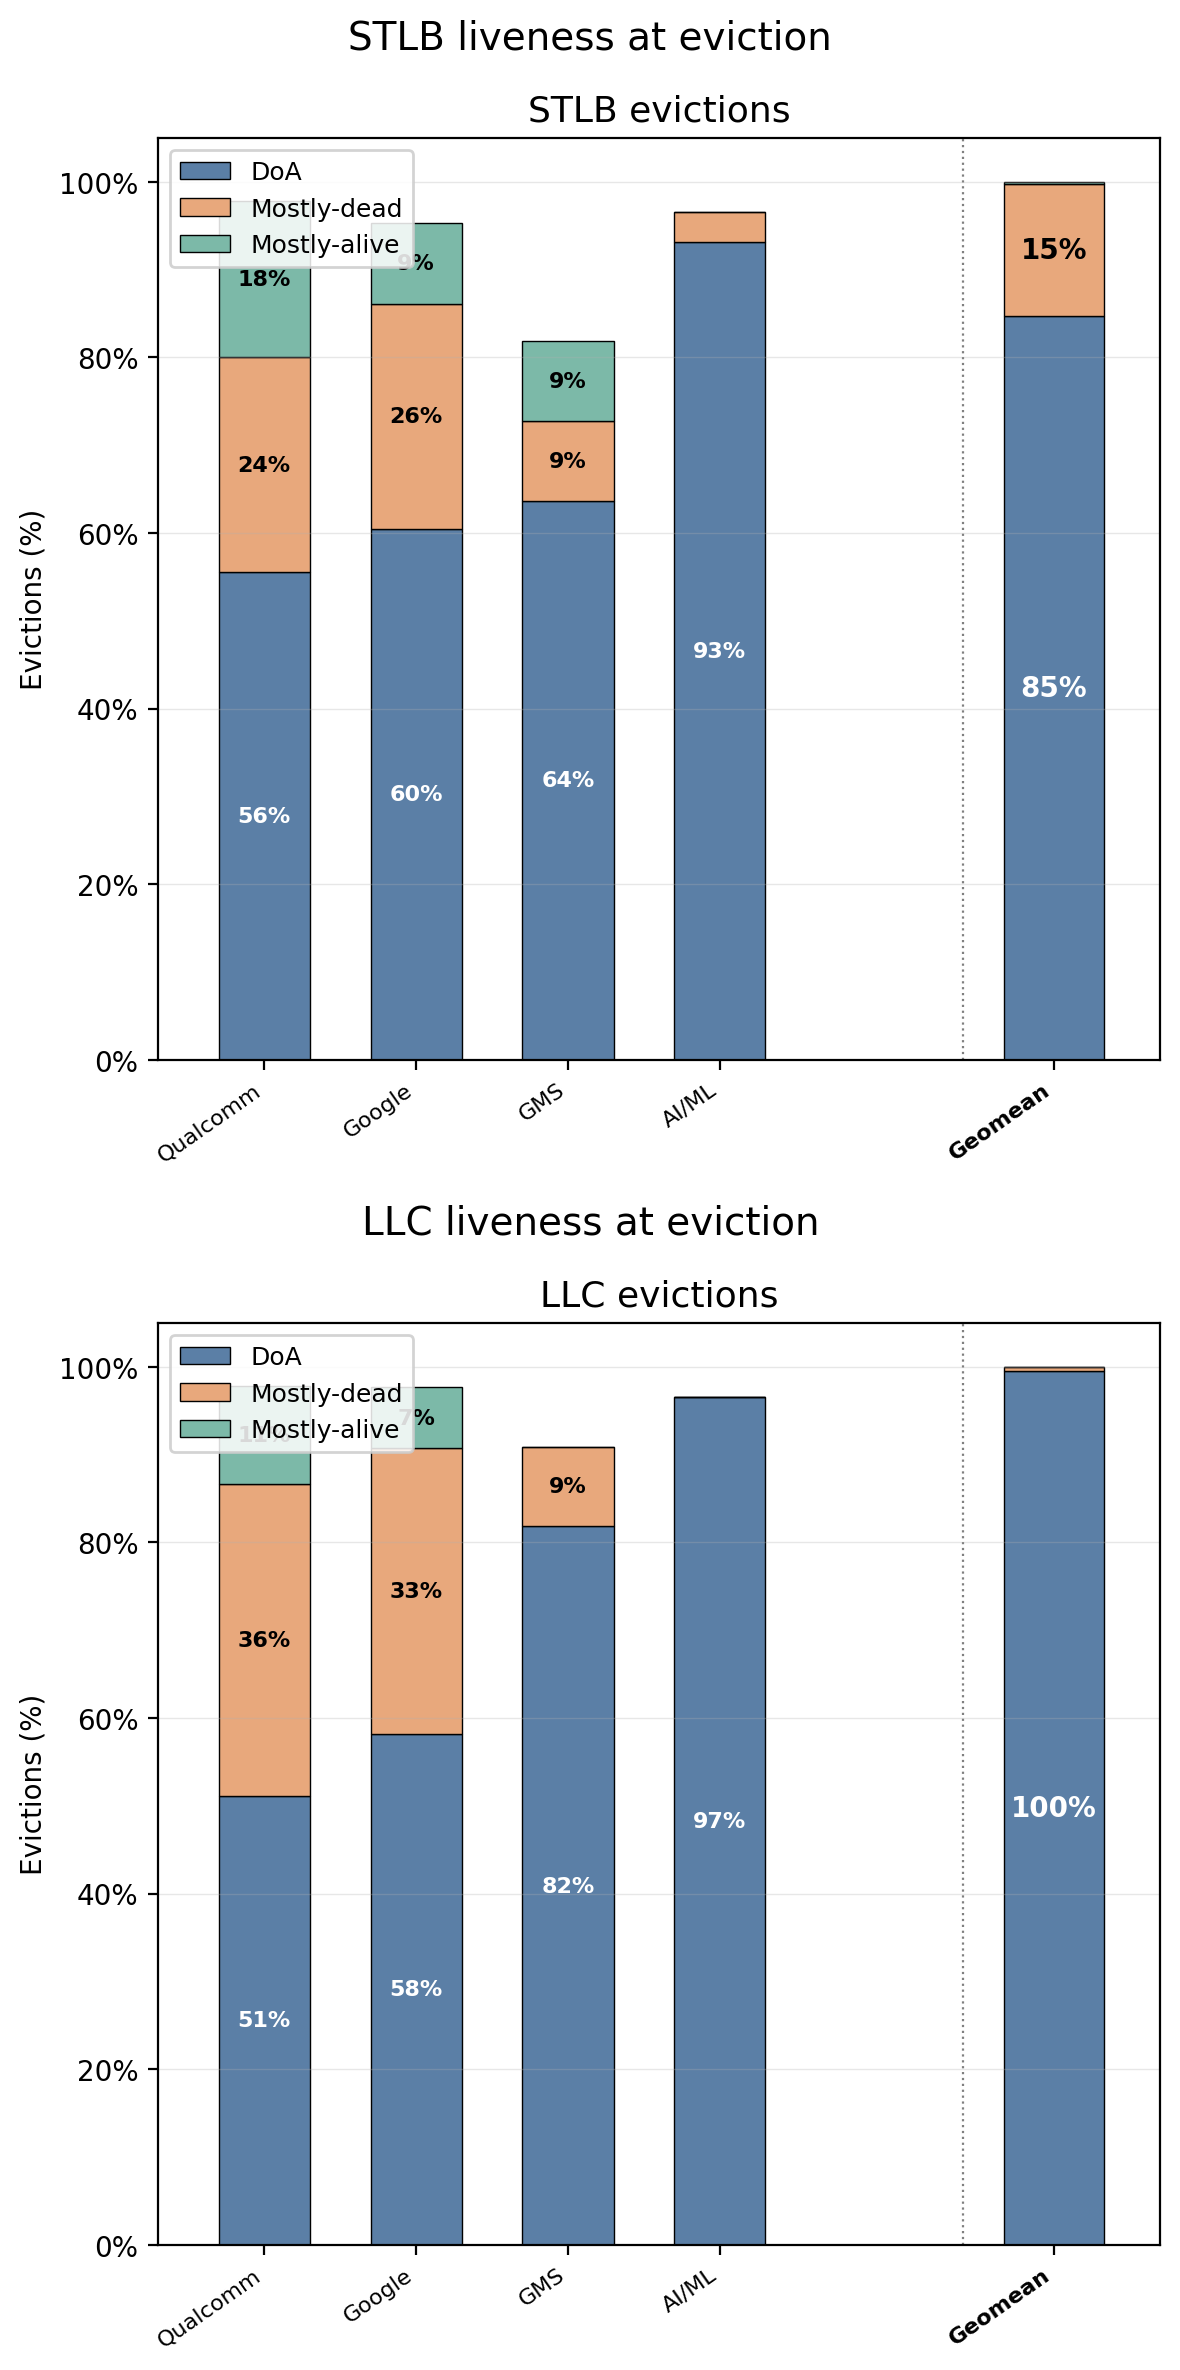 STLB liveness at eviction
STLB evictions
DoA
Mostly-dead
Mostly-alive
Evictions (%)
100%
80%
60%
40%
20%
0%
18%
24%
56%
9%
26%
60%
9%
9%
64%
93%
15%
85%
Qualcomm
Google
GMS
AI/ML
Geomean
LLC liveness at eviction
LLC evictions
DoA
Mostly-dead
Mostly-alive
Evictions (%)
100%
80%
60%
40%
20%
0%
36%
51%
7%
33%
58%
9%
82%
97%
100%
Qualcomm
Google
GMS
AI/ML
Geomean